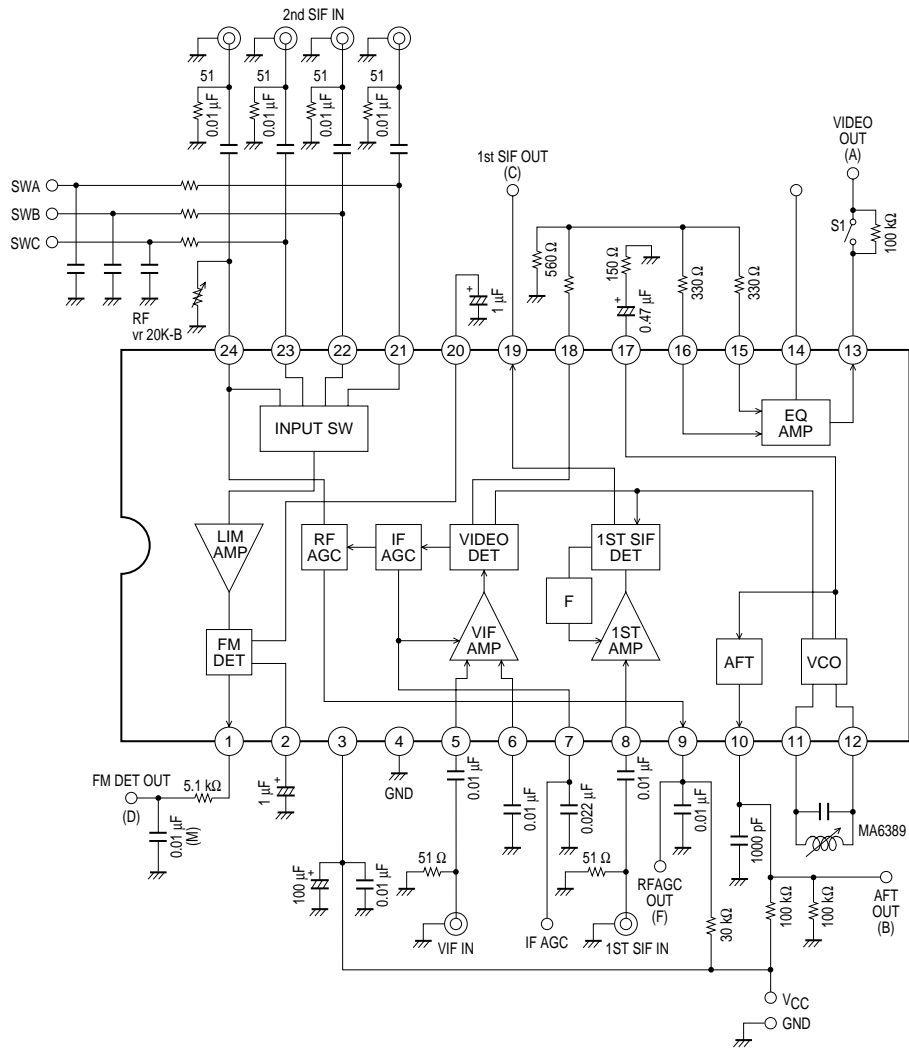 2nd SIF IN
51
51
51
51
0.01 µF
0.01 µF
0.01 µF
0.01 µF
SWA
SWB
SWC
RF
vr 20K-B
1 µF
1st SIF OUT
(C)
560 Ω
150 Ω
0.47 µF
330 Ω
330 Ω
VIDEO
OUT
(A)
S1
100 kΩ
24
23
22
21
20
19
18
17
16
15
14
13
INPUT SW
EQ
AMP
LIM
AMP
RF
AGC
IF
AGC
VIDEO
DET
1ST SIF
DET
F
FM
DET
VIF
AMP
1ST
AMP
AFT
VCO
1
2
3
4
5
6
7
8
9
10
11
12
FM DET OUT
(D)
5.1 kΩ
0.01 µF
(M)
1 µF
100 µF
0.01 µF
GND
0.01 µF
51 Ω
VIF IN
0.01 µF
0.022 µF
IF AGC
0.01 µF
51 Ω
1ST SIF IN
0.01 µF
RFAGC
OUT
(F)
30 kΩ
1000 pF
MA6389
100 kΩ
100 kΩ
AFT
OUT
(B)
VCC
GND